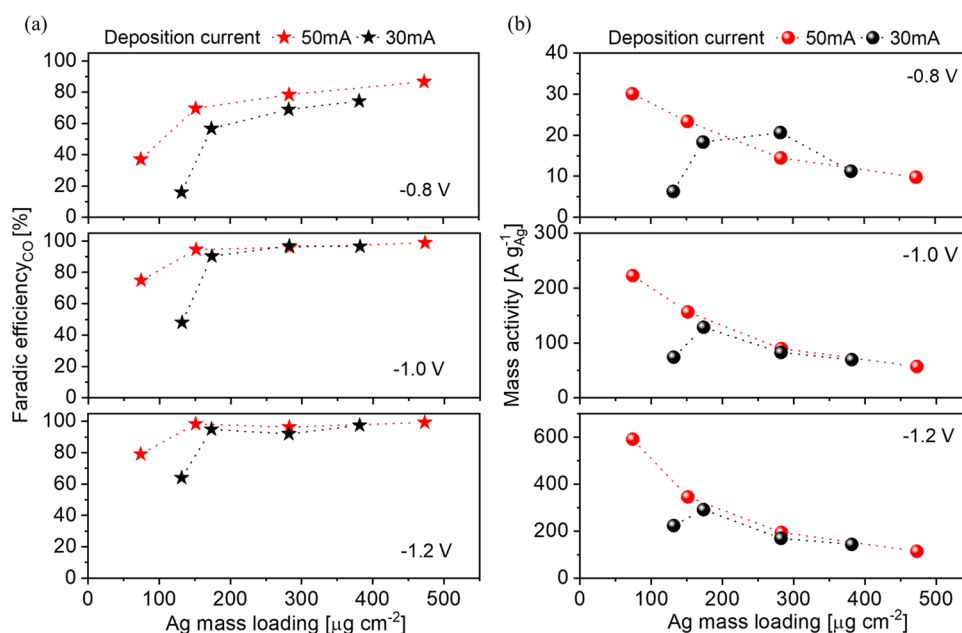 (a)
Deposition current 50mA 30mA
100
80
60
40
20
0
-0.8 V
100
80
60
40
20
0
-1.0 V
100
80
60
40
20
0
-1.2 V
0 100 200 300 400 500
Ag mass loading [μg cm⁻²]
Faradic efficiency_CO [%]
(b)
Deposition current 50mA 30mA
40
30
20
10
0
-0.8 V
300
200
100
0
-1.0 V
600
400
200
0
-1.2 V
0 100 200 300 400 500
Ag mass loading [μg cm⁻²]
Mass activity [A g⁻¹_Ag]